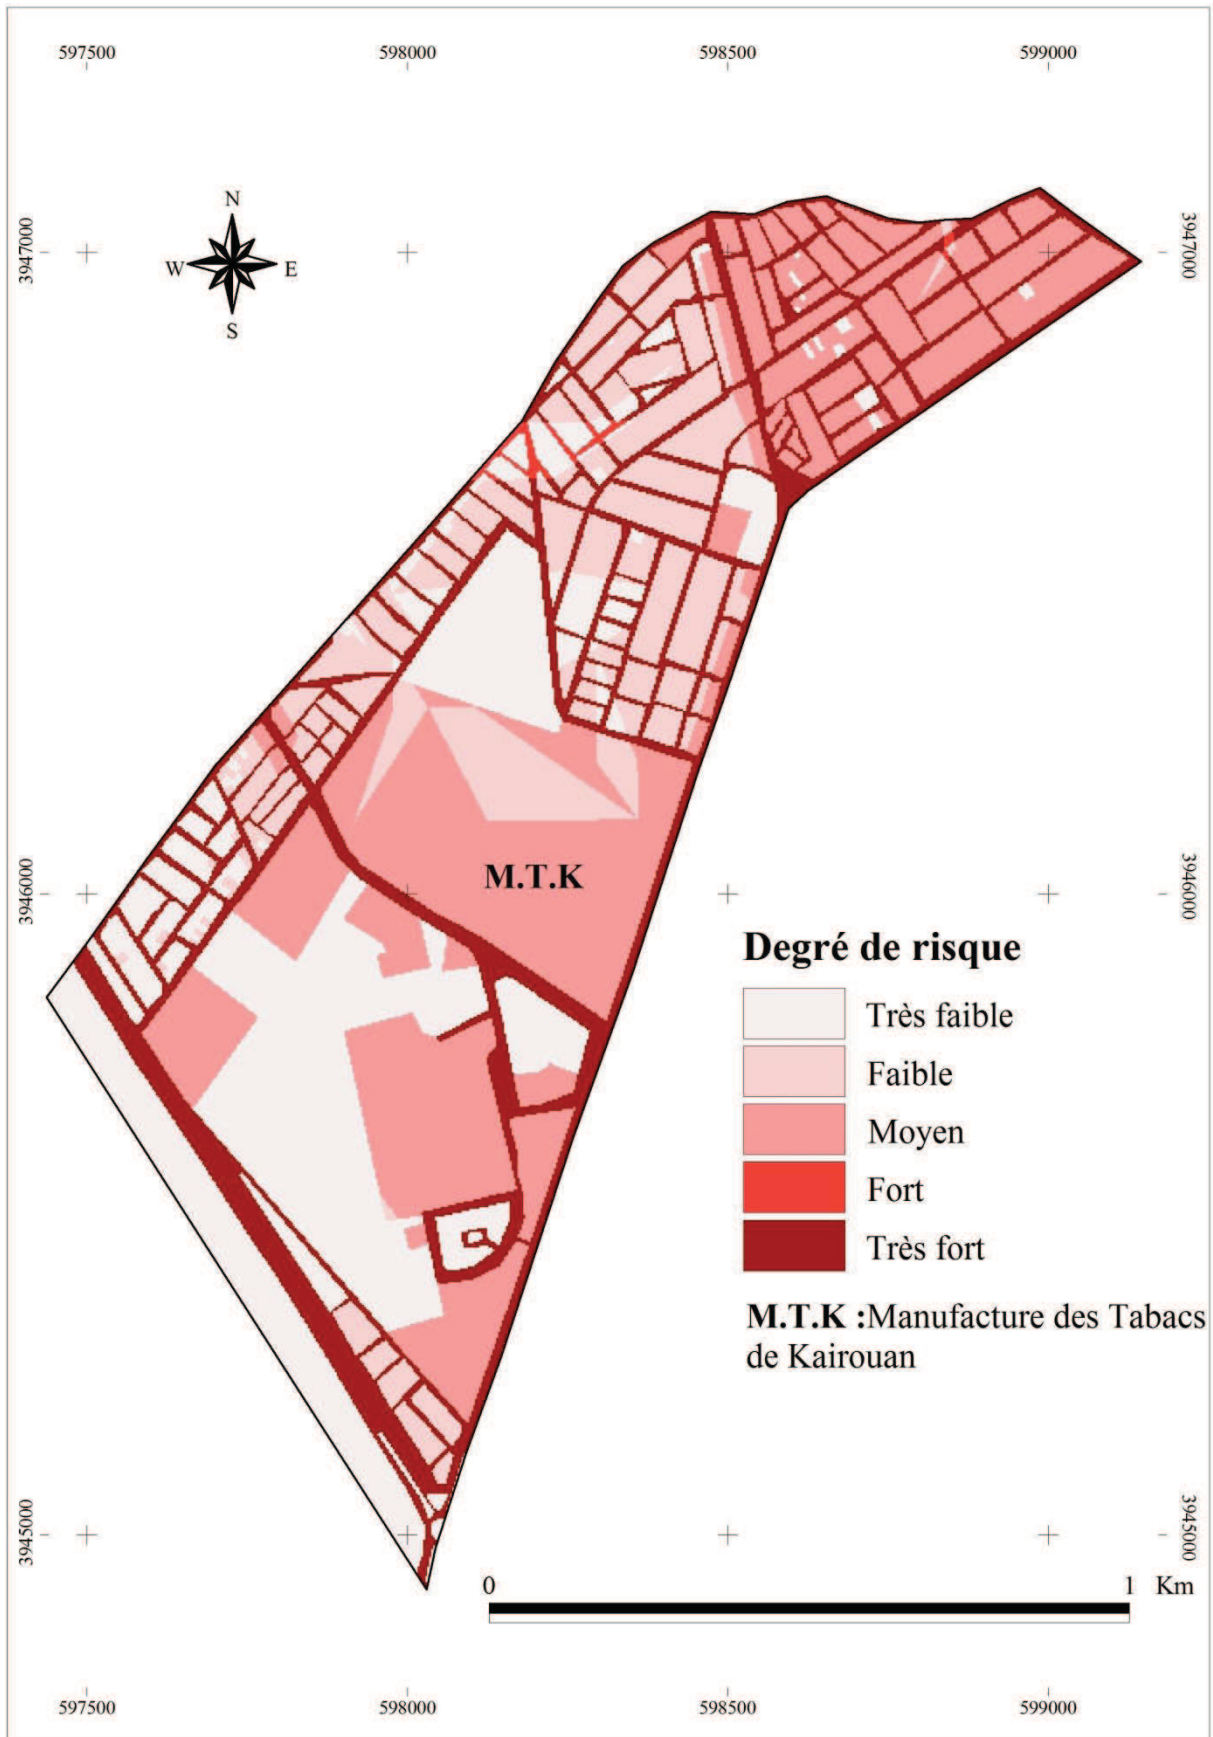 597500 598000 598500 599000
N
W E
S
3947000 3947000
M.T.K
3946000 3946000
Degré de risque
Très faible
Faible
Moyen
Fort
Très fort
M.T.K :Manufacture des Tabacs
de Kairouan
3945000 3945000
0 1 Km
597500 598000 598500 599000